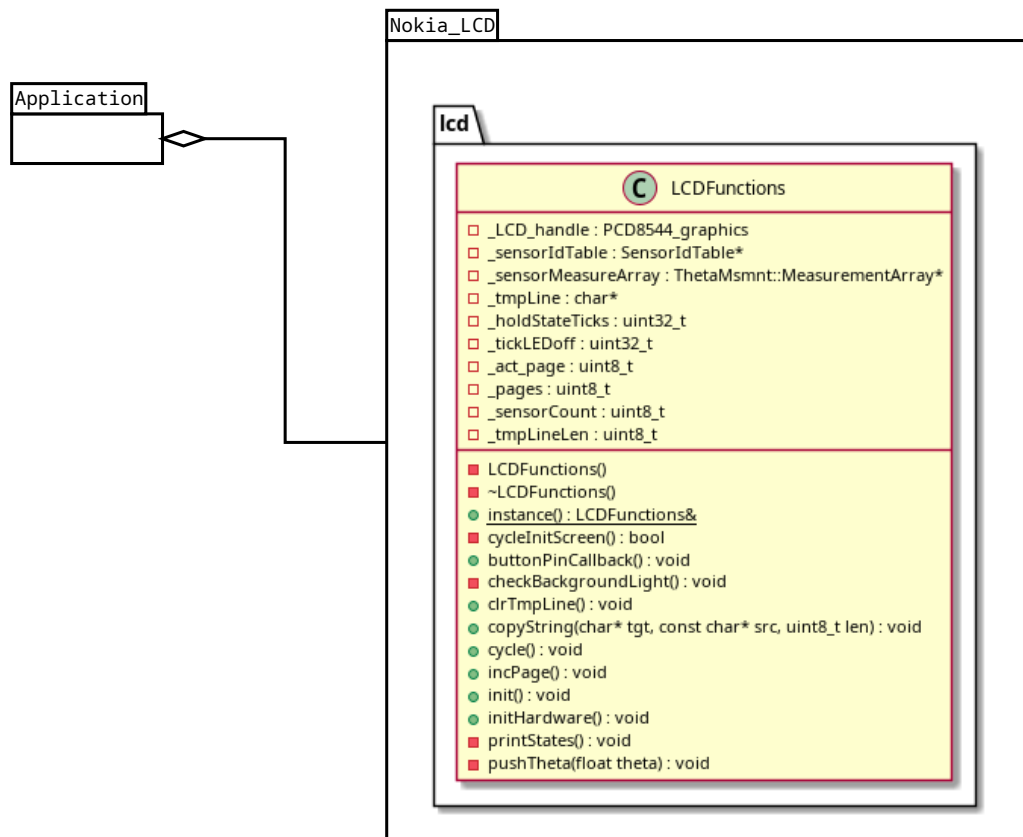 Nokia_LCD
Application
lcd
C LCDFunctions
_LCD_handle : PCD8544_graphics
_sensorIdTable : SensorIdTable*
_sensorMeasureArray : ThetaMsmnt::MeasurementArray*
_tmpLine : char*
_holdStateTicks : uint32_t
_tickLEDoff : uint32_t
_act_page : uint8_t
_pages : uint8_t
_sensorCount : uint8_t
_tmpLineLen : uint8_t
LCDFunctions()
~LCDFunctions()
instance() : LCDFunctions&
cycleInitScreen() : bool
buttonPinCallback() : void
checkBackgroundLight() : void
clrTmpLine() : void
copyString(char* tgt, const char* src, uint8_t len) : void
cycle() : void
incPage() : void
init() : void
initHardware() : void
printStates() : void
pushTheta(float theta) : void